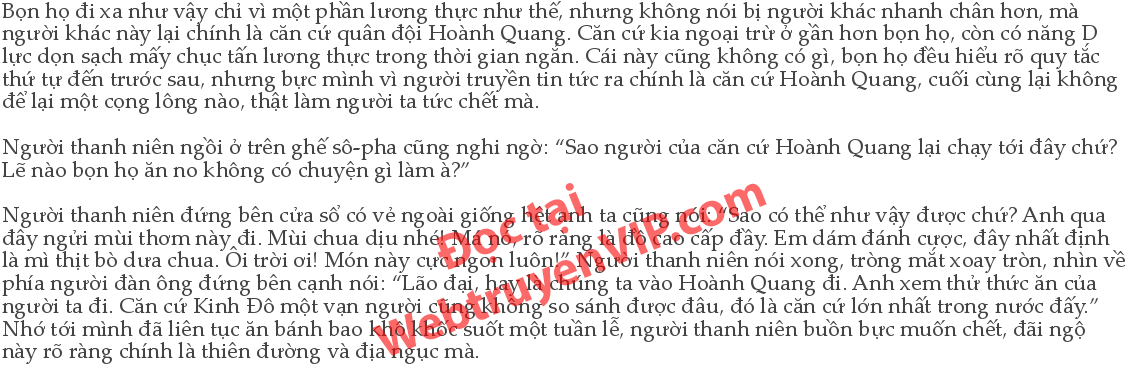 Bọn họ đi xa như vậy chỉ vì một phần lương thực như thế, nhưng không nói bị người khác nhanh chân hơn, mà
người khác này lại chính là căn cứ quân đội Hoành Quang. Căn cứ kia ngoại trừ ở gần hơn bọn họ, còn có năng D
lực dọn sạch mấy chục tấn lương thực trong thời gian ngắn. Cái này cũng không có gì, bọn họ đều hiểu rõ quy tắc
thứ tự đến trước sau, nhưng bực mình vì người truyền tin tức ra chính là căn cứ Hoành Quang, cuối cùng lại không
để lại một cọng lông nào, thật làm người ta tức chết mà.
Người thanh niên ngồi ở trên ghế sô-pha cũng nghi ngờ: “Sao người của căn cứ Hoành Quang lại chạy tới đây chứ?
Lẽ nào bọn họ ăn no không có chuyện gì làm à?”
Người thanh niên đứng bên cửa sổ có vẻ ngoài giống hệt anh ta cũng nói: “Sao có thể như vậy được chứ? Anh qua
đây ngửi mùi thơm này đi. Mùi chua dịu nhé! Má nó, rõ ràng là đồ cao cấp đầy. Em dám đánh cược, đây nhất định
là mì thịt bò dưa chua. Ôi trời ơi! Món này cực ngon luôn!” Người thanh niên nói xong, tròng mắt xoay tròn, nhìn về
phía người đàn ông đứng bên cạnh nói: “Lão đại, hay là chúng ta vào Hoành Quang đi. Anh xem thử thức ăn của
người ta đi. Căn cứ Kinh Đô một vạn người cũng không so sánh được đâu, đó là căn cứ lớn nhất trong nước đấy.”
Nhớ tới mình đã liên tục ăn bánh bao khô khốc suốt một tuần lễ, người thanh niên buồn bực muốn chết, đãi ngộ
này rõ ràng chính là thiên đường và địa ngục mà.
Đọc tại
WebtruyenVIP.com